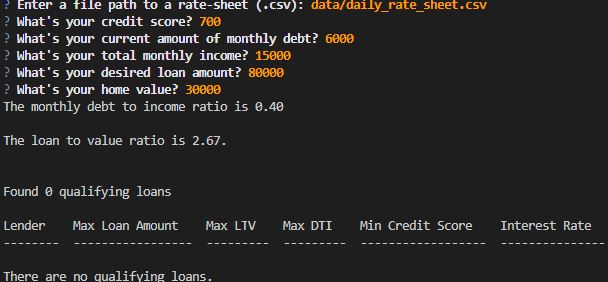 ? Enter a file path to a rate-sheet (.csv): data/daily_rate_sheet.csv
? What's your credit score? 700
? What's your current amount of monthly debt? 6000
? What's your total monthly income? 15000
? What's your desired loan amount? 80000
? What's your home value? 30000
The monthly debt to income ratio is 0.40
The loan to value ratio is 2.67.
Found 0 qualifying loans
Lender Max Loan Amount Max LTV Max DTI Min Credit Score Interest Rate
-------- ----------------- --------- --------- ------------------ ---------------
There are no qualifying loans.